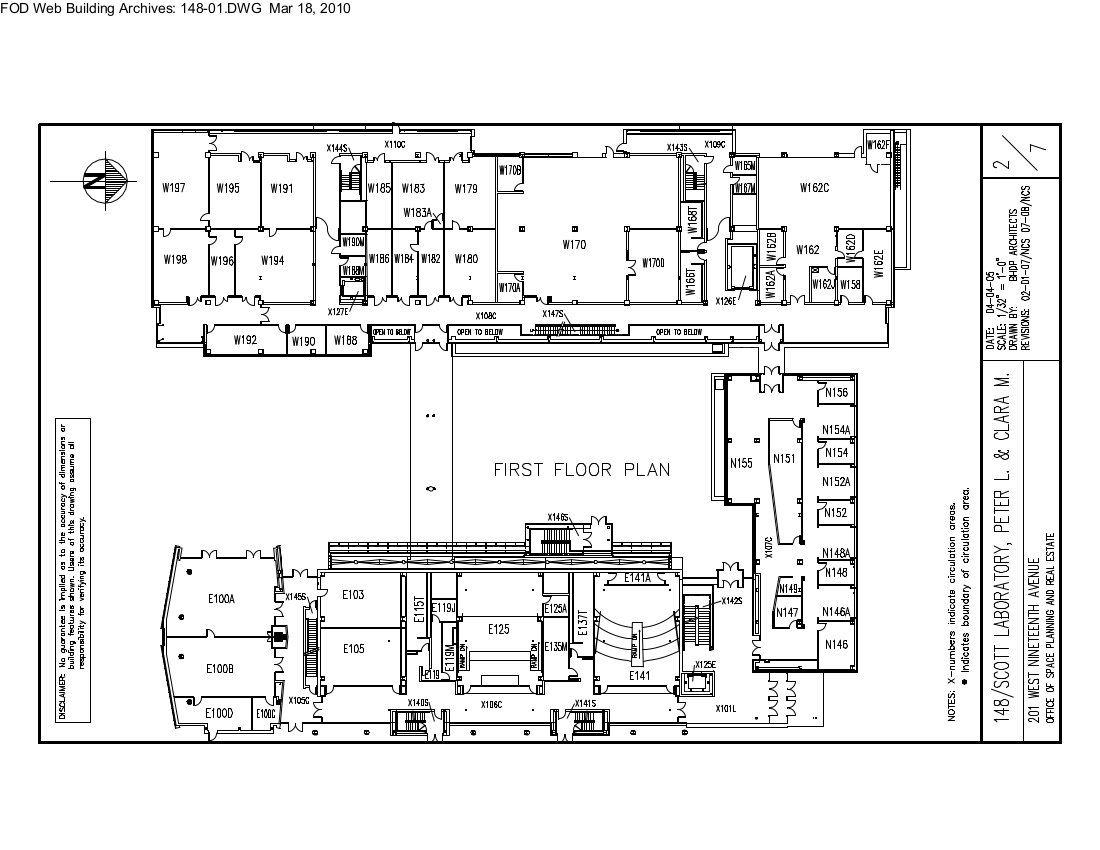 FOD Web Building Archives: 148-01.DWG  Mar 18, 2010
X144S
X110C
X143S
X109C
W162F
W197
W195
W191
W185
W183
W179
W170B
W165M
W167M
W162C
W183A
W168T
W190M
W170
W162B
W162
W162D
W198
W196
W194
W188M
W186
W184
W182
W180
W170D
W166T
W162A
W162J
W158
W162E
W170A
X127E
X126E
X108C
X147S
W192
W190
W188
OPEN TO BELOW
OPEN TO BELOW
OPEN TO BELOW
N
FIRST FLOOR PLAN
N156
N154A
N155
N151
N154
N152A
N152
X107C
N148A
N148
N149
N147
N146A
N146
X146S
E100A
X145S
E103
E115T
E119J
E125A
E137T
E141A
X142S
E125
E105
E119M
E119
RAMP DN
RAMP DN
E135M
E141
E100B
X125E
E100D
E100C
X105C
X140S
X106C
X141S
X101L
DISCLAIMER: No guarantee is implied as to the accuracy of dimensions or
building features shown. Users of this drawing assume all
responsibility for verifying its accuracy.
NOTES: X-numbers indicate circulation areas.
* indicates boundary of circulation area.
2/7
DATE: 04-04-05
SCALE: 1/32" = 1'-0"
DRAWN BY: BHDP ARCHITECTS
REVISIONS: 02-01-07/NCS 07-08/NCS
148/SCOTT LABORATORY, PETER L. & CLARA M.
201 WEST NINETEENTH AVENUE
OFFICE OF SPACE PLANNING AND REAL ESTATE